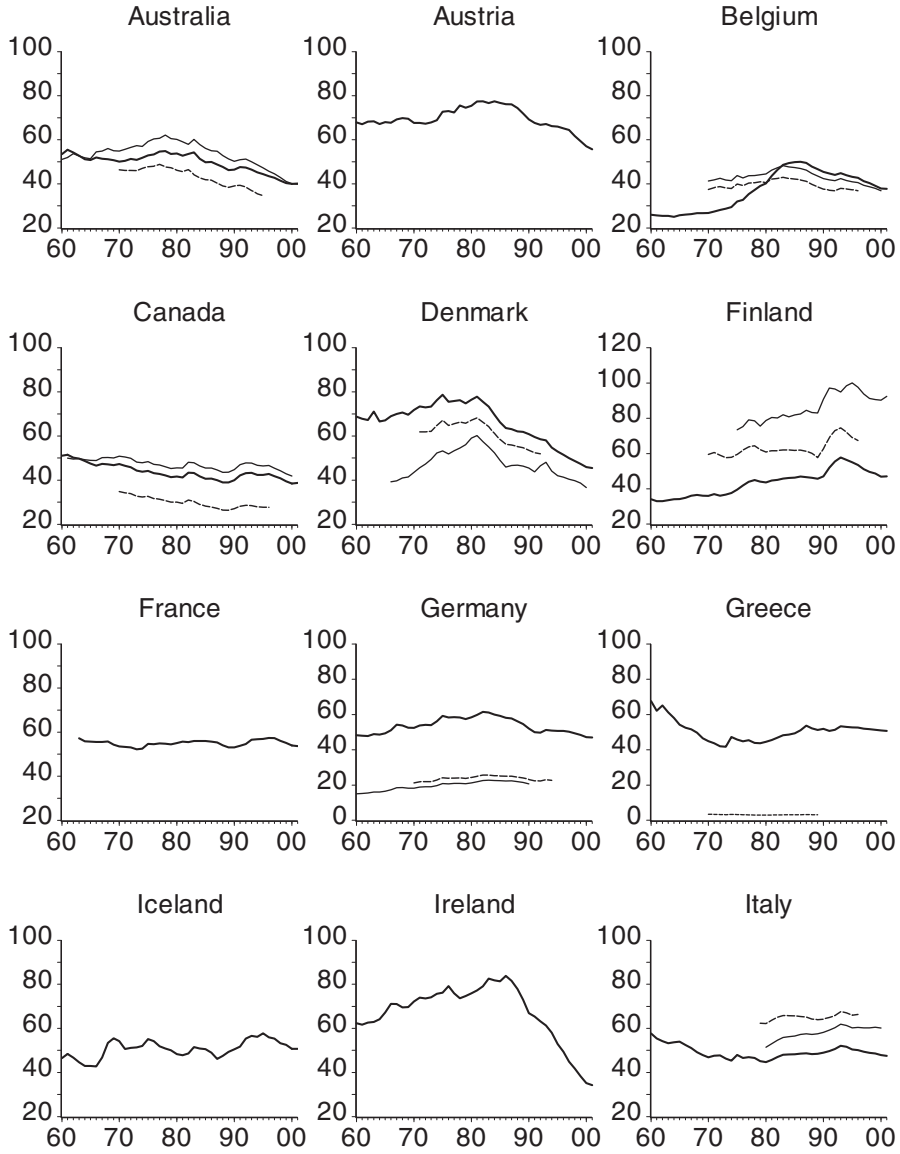 Australia Austria Belgium
100 100 100
80 80 80
60 60 60
40 40 40
20 20 20
60 70 80 90 00 60 70 80 90 00 60 70 80 90 00
Canada Denmark Finland
100 100 120
80 80 100
60 60 80
40 40 60
20 20 40
20
60 70 80 90 00 60 70 80 90 00 60 70 80 90 00
France Germany Greece
100 100 100
80 80 80
60 60 60
40 40 40
20 20 20
0 0
60 70 80 90 00 60 70 80 90 00 60 70 80 90 00
Iceland Ireland Italy
100 100 100
80 80 80
60 60 60
40 40 40
20 20 20
60 70 80 90 00 60 70 80 90 00 60 70 80 90 00